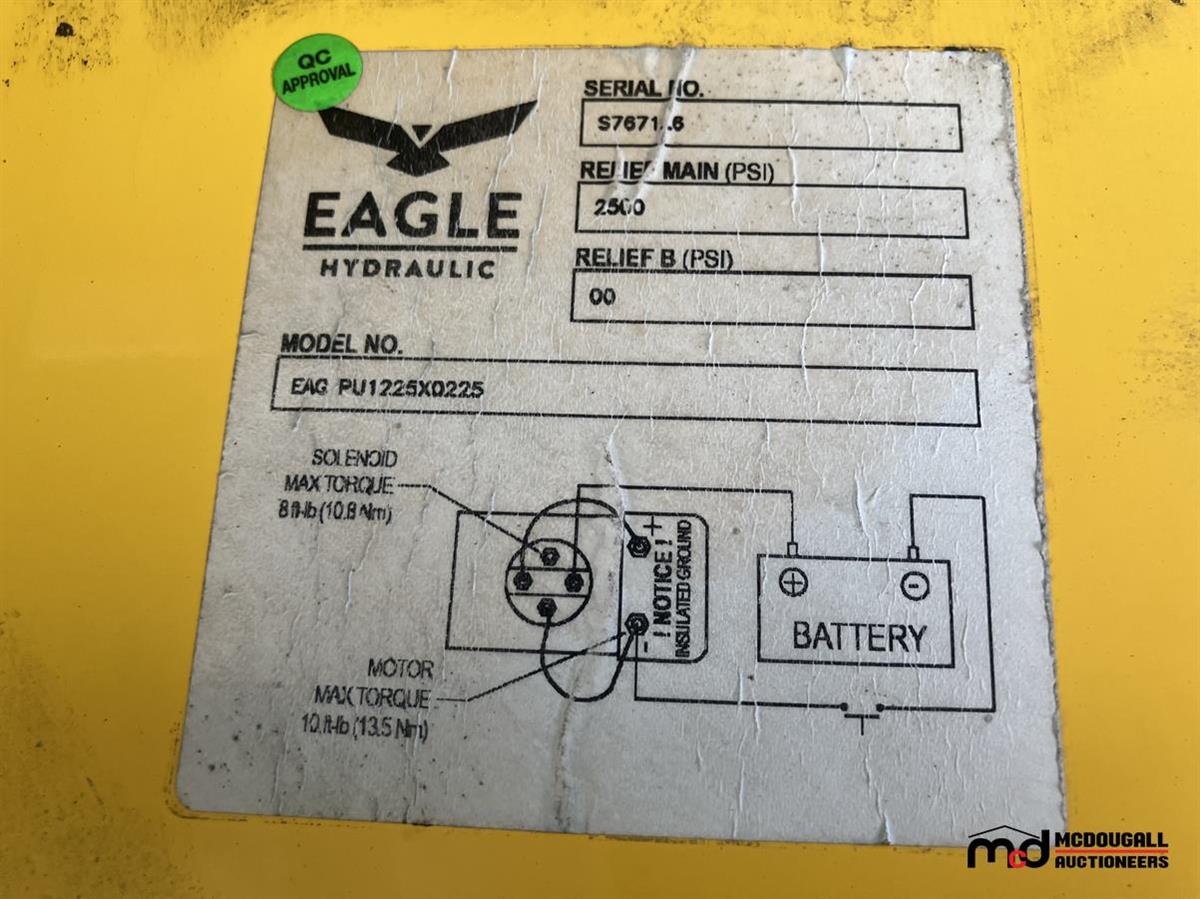 QC
APPROVAL
EAGLE
HYDRAULIC
SERIAL NO.
RELIEF MAIN (PSI)
2500
RELIEF B (PSI)
00
MODEL NO.
EAG PU1225X0225
SOLENOID
MAX TORQUE
8 ft-lb (10.8 Nm)
+
! NOTICE !
INSULATED GROUND
-
+ -
BATTERY
MOTOR
MAX TORQUE
10 ft-lb (13.5 Nm)
mcd MCDOUGALL
AUCTIONEERS